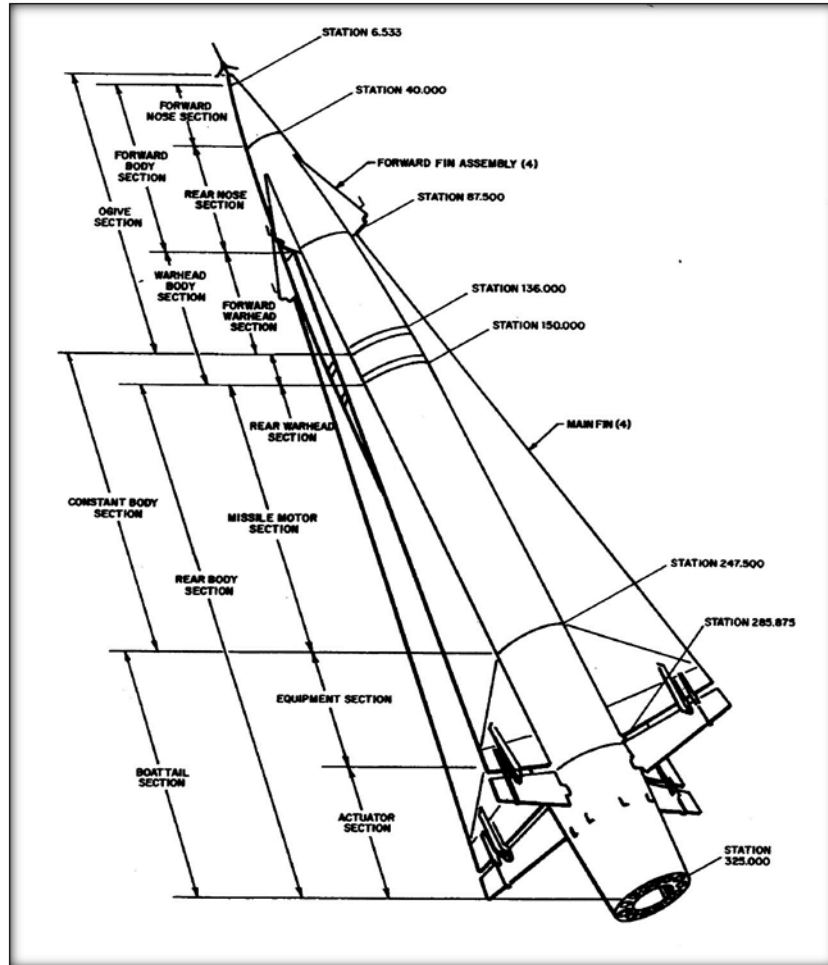 STATION 6.533
STATION 40.000
FORWARD
NOSE SECTION
FORWARD
BODY
SECTION
FORWARD FIN ASSEMBLY (4)
REAR NOSE
SECTION
STATION 87.500
OGIVE
SECTION
WARHEAD
BODY
SECTION
FORWARD
WARHEAD
SECTION
STATION 136.000
STATION 150.000
REAR WARHEAD
SECTION
MAIN FIN (4)
CONSTANT BODY
SECTION
MISSILE MOTOR
SECTION
REAR BODY
SECTION
STATION 247.500
STATION 285.875
EQUIPMENT SECTION
BOATTAIL
SECTION
ACTUATOR
SECTION
STATION
325.000